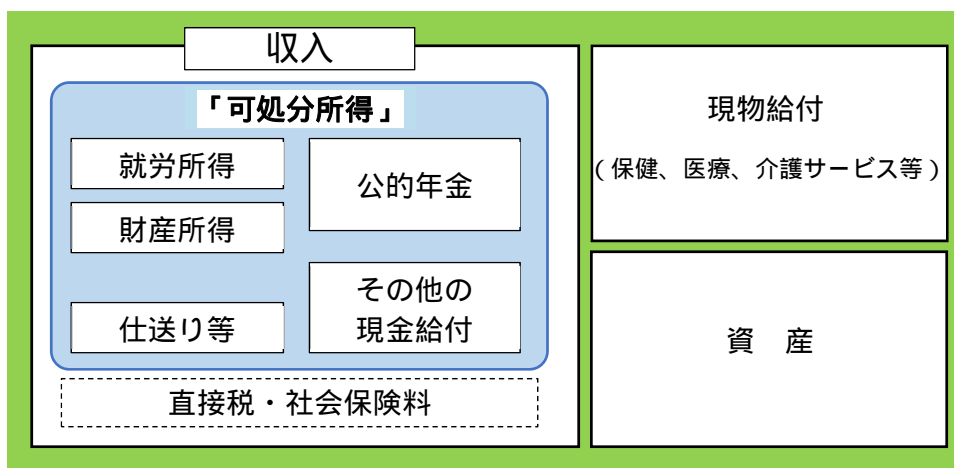 収入
「可処分所得」
就労所得
財産所得
仕送り等
公的年金
その他の
現金給付
直接税・社会保険料
現物給付
(保健、医療、介護サービス等)
資 産